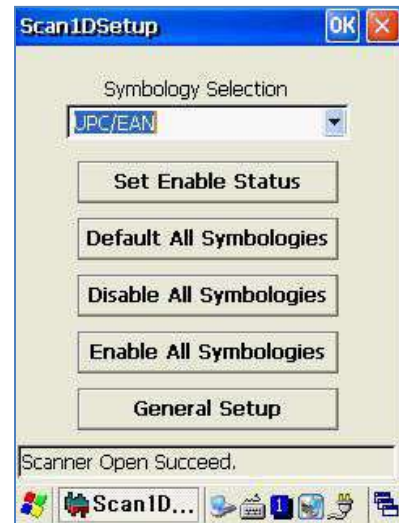 Scan1DSetup OK
Symbology Selection
UPC/EAN
Set Enable Status
Default All Symbologies
Disable All Symbologies
Enable All Symbologies
General Setup
Scanner Open Succeed.
Scan1D... 1